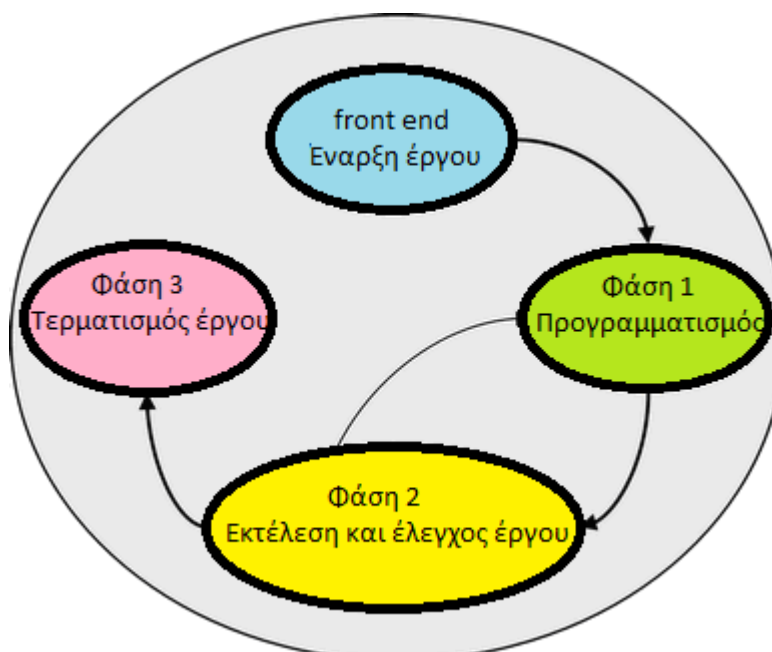 front end
Έναρξη έργου
Φάση 3
Τερματισμός έργου
Φάση 1
Προγραμματισμός
Φάση 2
Εκτέλεση και έλεγχος έργου